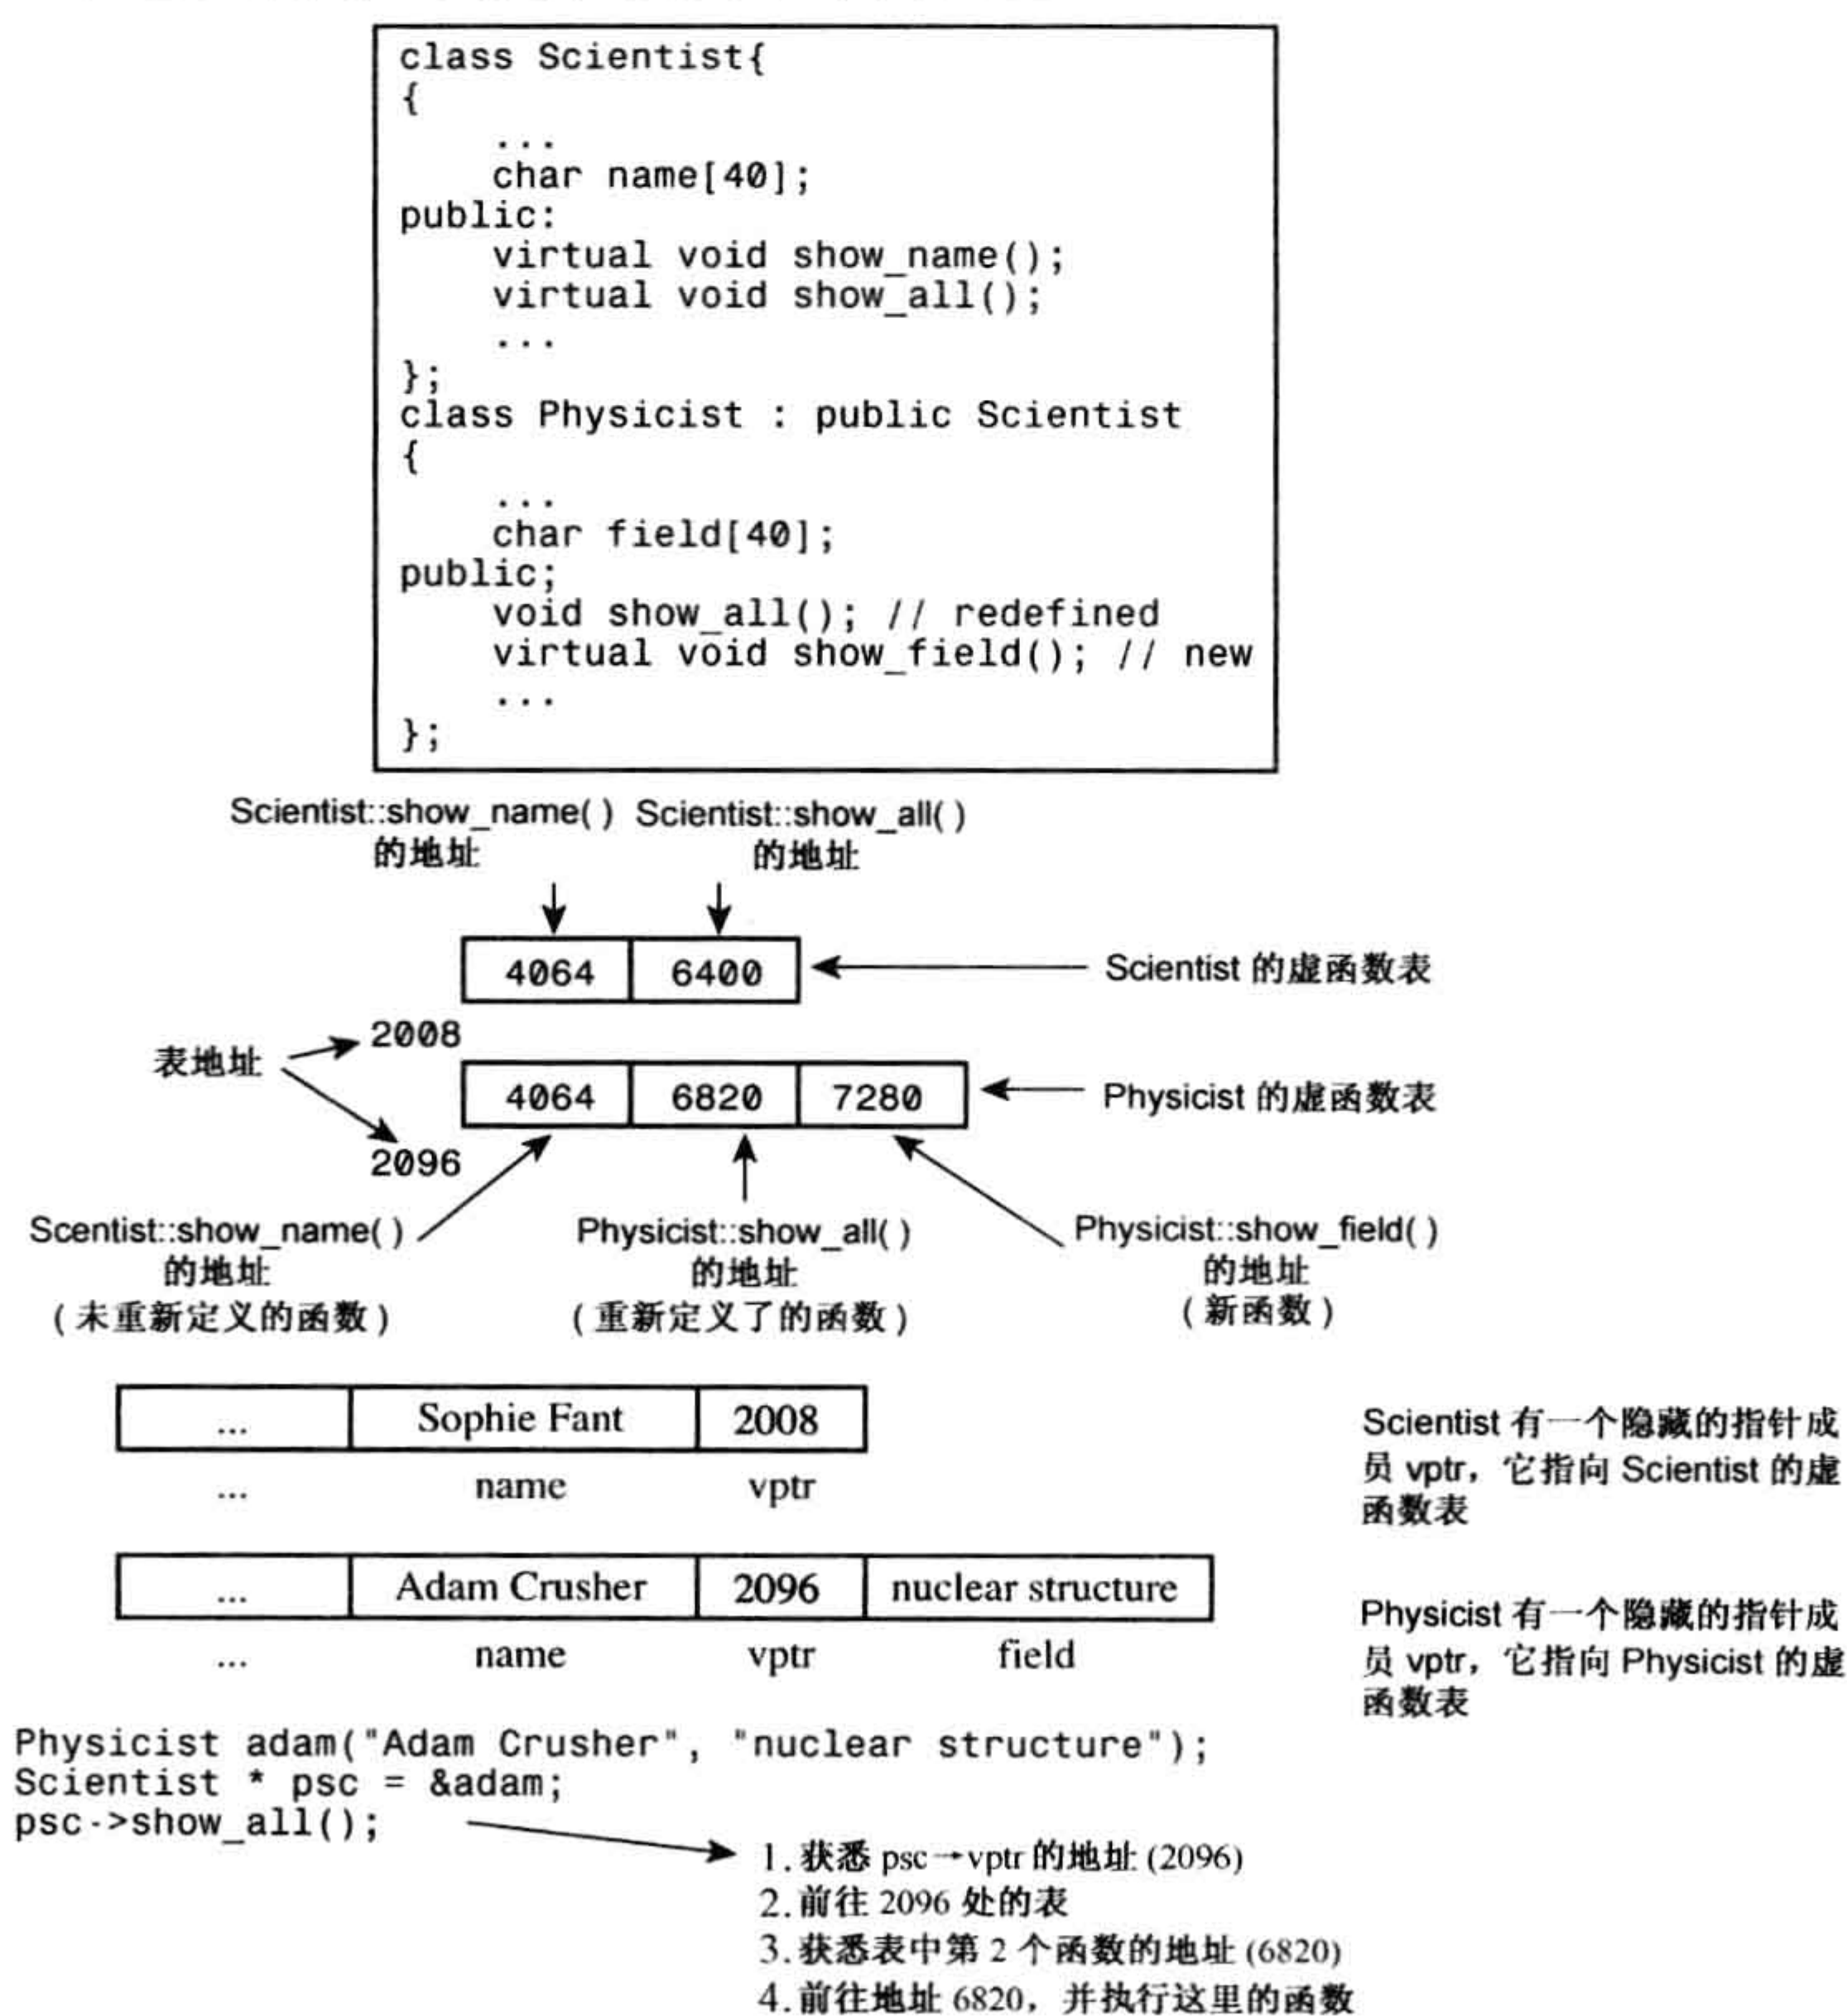 class Scientist{
{
...
char name[40];
public:
virtual void show_name();
virtual void show_all();
...
};
class Physicist : public Scientist
{
...
char field[40];
public;
void show_all(); // redefined
virtual void show_field(); // new
...
};
Scientist::show_name( ) Scientist::show_all( )
的地址 的地址
4064 6400 Scientist 的虚函数表
2008
表地址
4064 6820 7280 Physicist 的虚函数表
2096
Scentist::show_name( ) Physicist::show_all( ) Physicist::show_field( )
的地址 的地址 的地址
(未重新定义的函数) (重新定义了的函数) (新函数)
... Sophie Fant 2008
... name vptr
Scientist 有一个隐藏的指针成
员 vptr，它指向 Scientist 的虚
函数表
... Adam Crusher 2096 nuclear structure
... name vptr field
Physicist 有一个隐藏的指针成
员 vptr，它指向 Physicist 的虚
函数表
Physicist adam("Adam Crusher", "nuclear structure");
Scientist * psc = &adam;
psc->show_all();
1.获悉 psc→vptr 的地址 (2096)
2.前往 2096 处的表
3.获悉表中第 2 个函数的地址 (6820)
4.前往地址 6820，并执行这里的函数